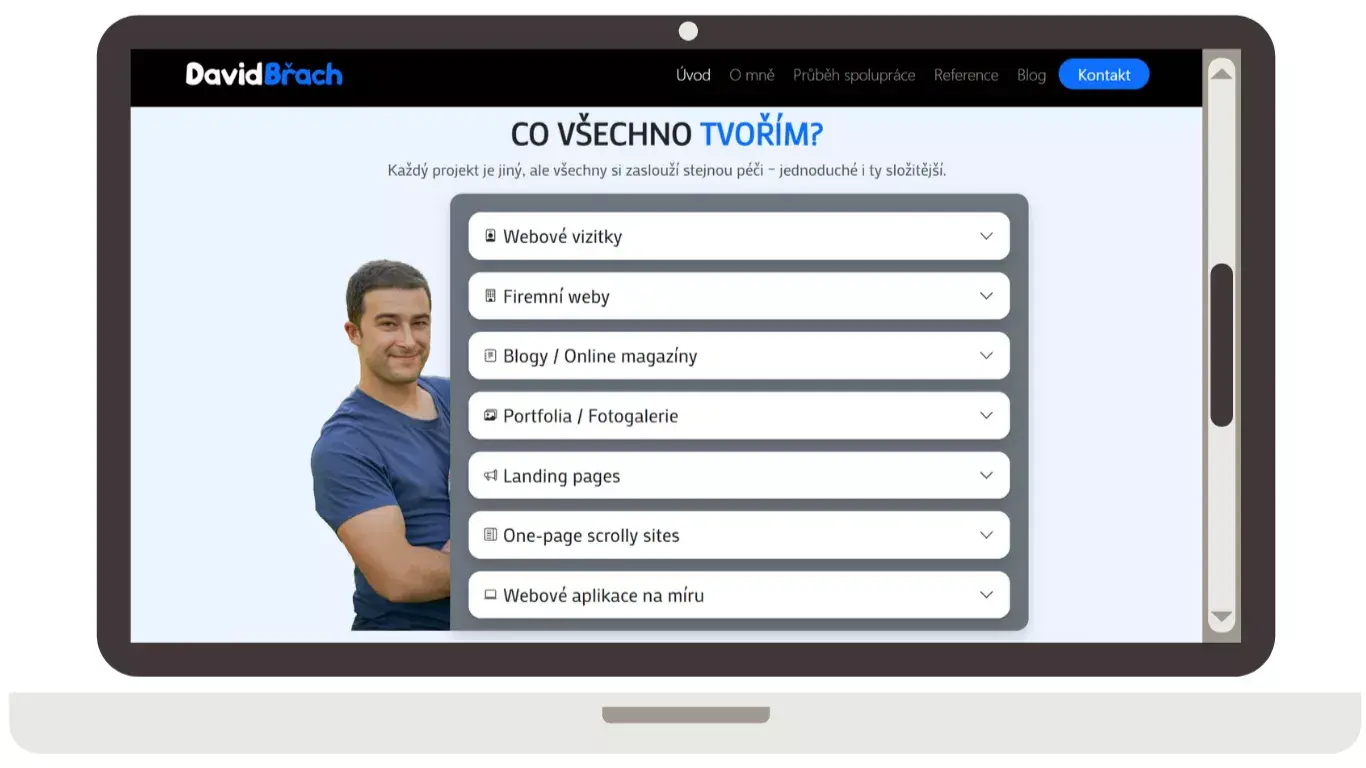 DavidBřach
Úvod
O mně
Průběh spolupráce
Reference
Blog
Kontakt
CO VŠECHNO TVOŘÍM?
Každý projekt je jiný, ale všechny si zaslouží stejnou péči – jednoduché i ty složitější.
Webové vizitky
Firemní weby
Blogy / Online magazíny
Portfolia / Fotogalerie
Landing pages
One-page scrolly sites
Webové aplikace na míru